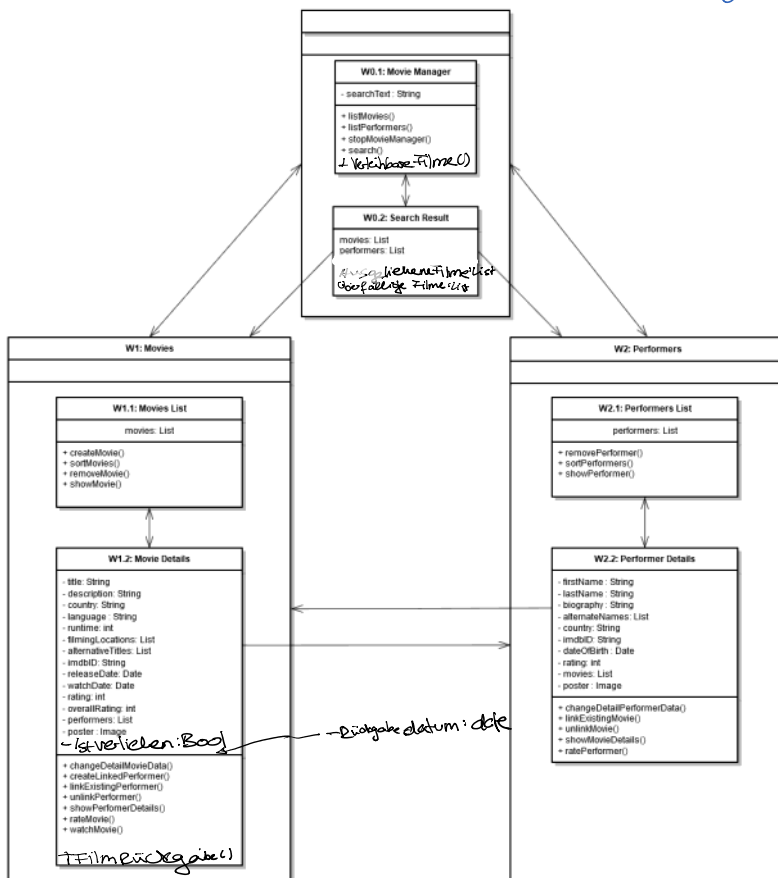 W0.1: Movie Manager
- searchText : String
+ listMovies()
+ listPerformers()
+ stopMovieManager()
+ search()
+ VerleihbareFilme()
W0.2: Search Result
movies: List
performers: List
AusgelieheneFilme:List
Überfällige Filme:List
W1: Movies
W1.1: Movies List
movies: List
+ createMovie()
+ sortMovies()
+ removeMovie()
+ showMovie()
W1.2: Movie Details
- title: String
- description: String
- country: String
- language : String
- runtime: int
- filmingLocations: List
- alternativeTitles: List
- imdbID: String
- releaseDate: Date
- watchDate: Date
- rating: int
- overallRating: int
- performers: List
- poster : Image
- Istverliehen:Bool
- Rückgabedatum: date
+ changeDetailMovieData()
+ createLinkedPerformer()
+ linkExistingPerformer()
+ unlinkPerformer()
+ showPerfomerDetails()
+ rateMovie()
+ watchMovie()
+FilmRückgabe()
W2: Performers
W2.1: Performers List
performers: List
+ removePerformer()
+ sortPerformers()
+ showPerformer()
W2.2: Performer Details
- firstName : String
- lastName : String
- biography : String
- alternateNames: List
- country: String
- imdbID: String
- dateOfBirth : Date
- rating: int
- movies: List
- poster : Image
+ changeDetailPerformerData()
+ linkExistingMovie()
+ unlinkMovie()
+ showMovieDetails()
+ ratePerformer()